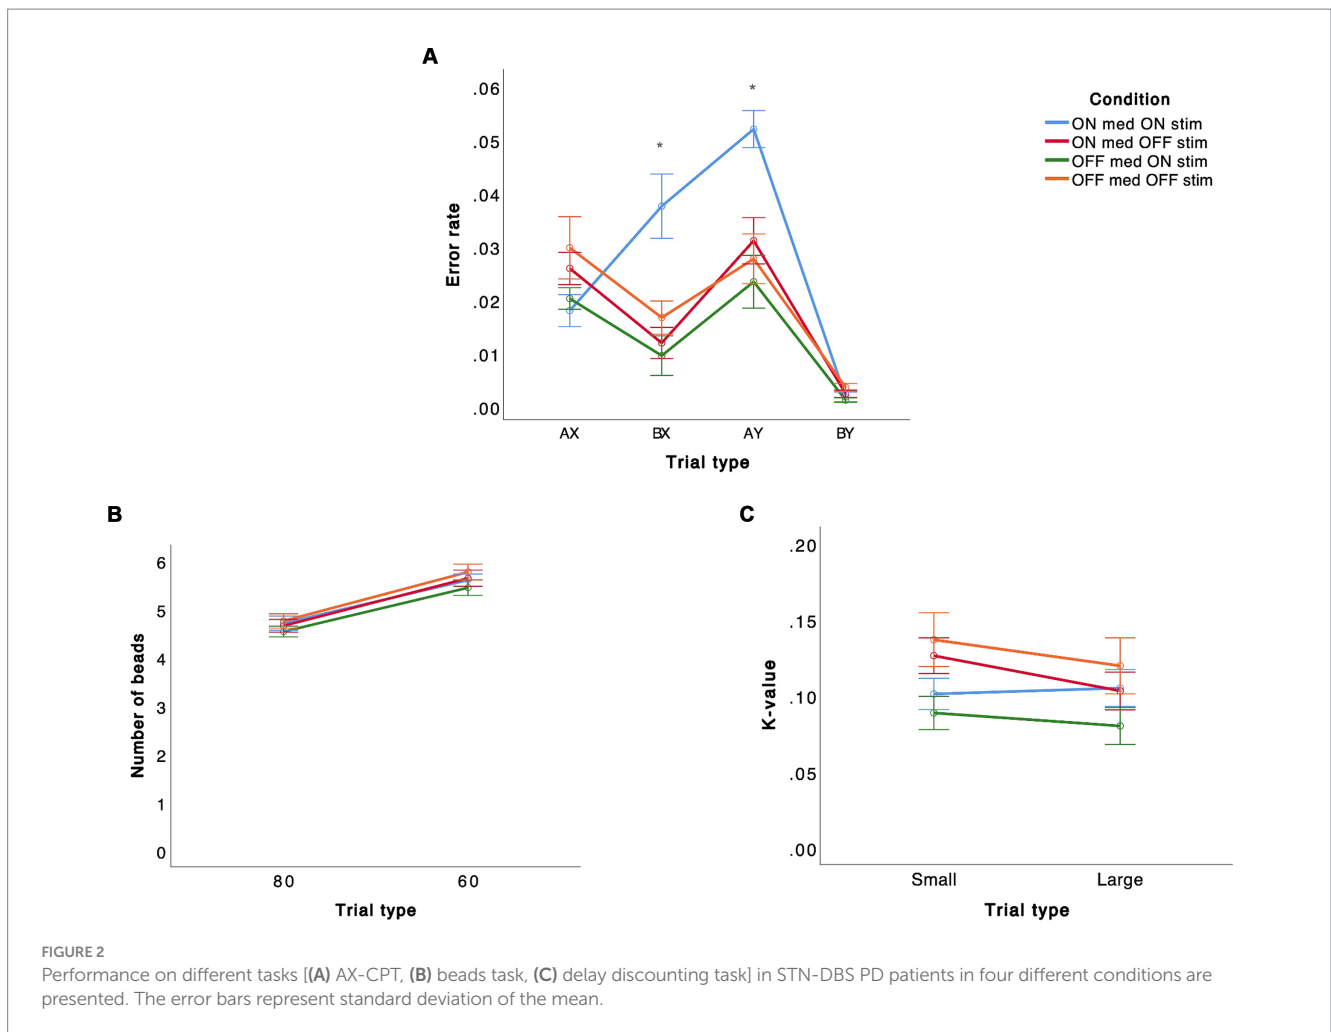 A
.06
.05
.04
.03
.02
.01
.00
Error rate
*
*
AX BX AY BY
Trial type
Condition
ON med ON stim
ON med OFF stim
OFF med ON stim
OFF med OFF stim
B
6
5
4
3
2
1
0
Number of beads
80 60
Trial type
C
.20
.15
.10
.05
.00
K-value
Small Large
Trial type
FIGURE 2
Performance on different tasks [(A) AX-CPT, (B) beads task, (C) delay discounting task] in STN-DBS PD patients in four different conditions are
presented. The error bars represent standard deviation of the mean.